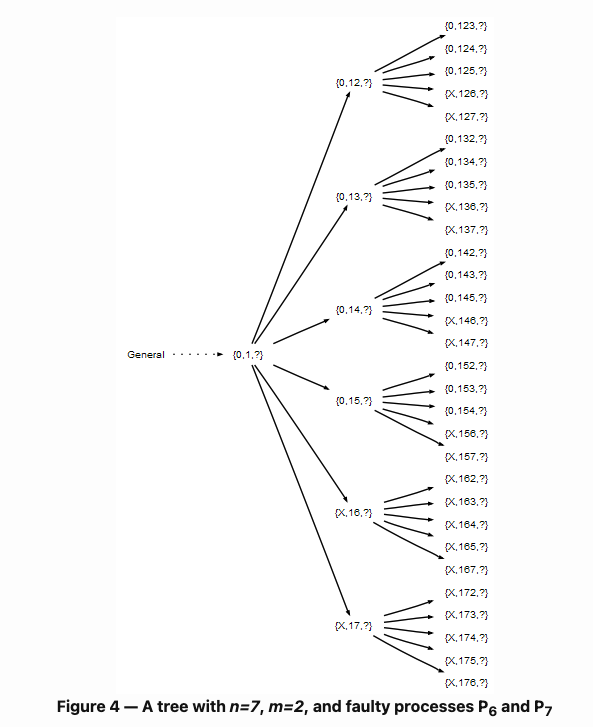 {0,123,?}
{0,124,?}
{0,12,?}
{0,125,?}
{X,126,?}
{X,127,?}
{0,132,?}
{0,134,?}
{0,13,?}
{0,135,?}
{X,136,?}
{X,137,?}
{0,142,?}
{0,143,?}
{0,14,?}
{0,145,?}
{X,146,?}
{X,147,?}
General
{0,1,?}
{0,152,?}
{0,153,?}
{0,15,?}
{0,154,?}
{X,156,?}
{X,157,?}
{X,162,?}
{X,163,?}
{X,16,?}
{X,164,?}
{X,165,?}
{X,167,?}
{X,172,?}
{X,173,?}
{X,17,?}
{X,174,?}
{X,175,?}
{X,176,?}
Figure 4 — A tree with n=7, m=2, and faulty processes P6 and P7